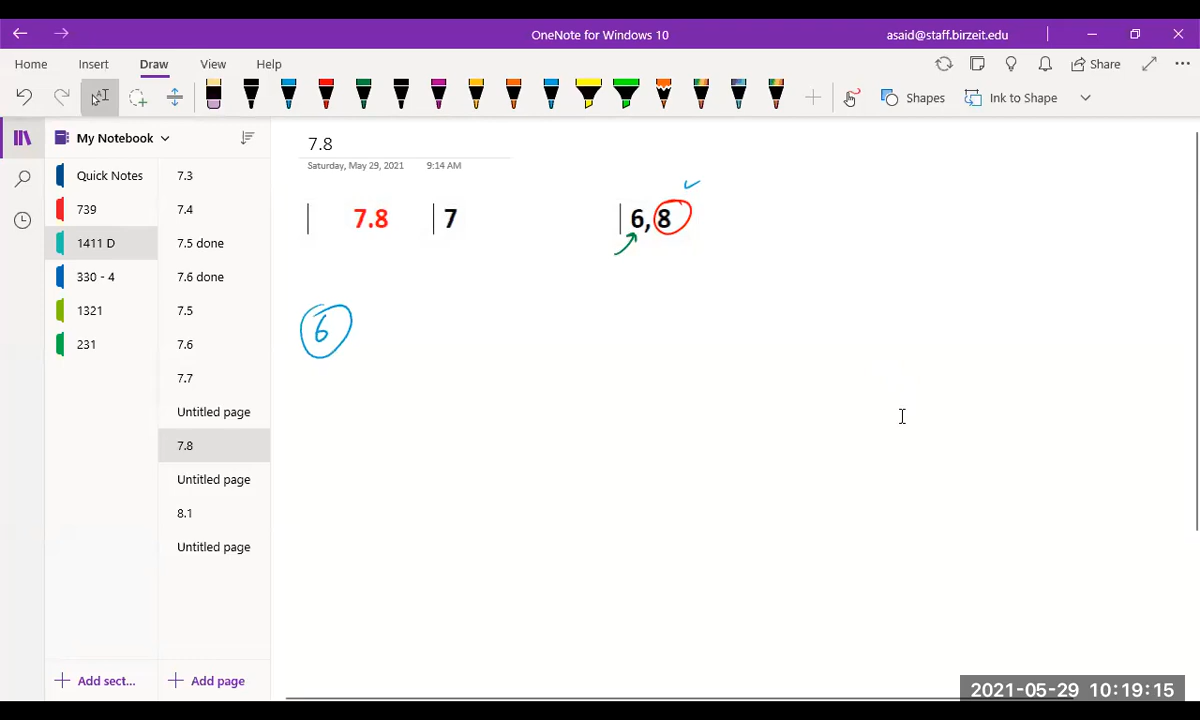 OneNote for Windows 10
asaid@staff.birzeit.edu
Home Insert Draw View Help
Share
Shapes Ink to Shape
My Notebook
Quick Notes
739
1411 D
330 - 4
1321
231
Add sect...
7.3
7.4
7.5 done
7.6 done
7.5
7.6
7.7
Untitled page
7.8
Untitled page
8.1
Untitled page
Add page
7.8
Saturday, May 29, 2021 9:14 AM
7.8 7 6, 8
6
2021-05-29 10:19:15